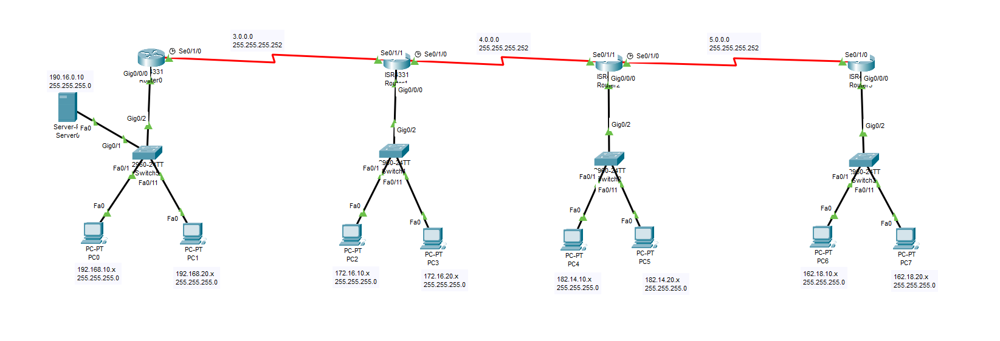 3.0.0.0
255.255.255.252
4.0.0.0
255.255.255.252
5.0.0.0
255.255.255.252
Se0/1/0
Se0/1/1
Se0/1/0
Se0/1/1
Se0/1/0
Se0/1/0
Gig0/0/0
Router0
ISR4331
Router1
Gig0/0/0
Gig0/0/0
Router2
Gig0/0/0
190.16.0.10
255.255.255.0
Server0
Fa0
Gig0/2
Gig0/1
Gig0/2
Gig0/2
Gig0/2
2960-24TT
Fa0/1
Fa0/11
Fa0/1
Fa0/11
Fa0/1
Fa0/11
Fa0/1
Fa0/11
Fa0
Fa0
Fa0
Fa0
Fa0
Fa0
Fa0
Fa0
PC-PT
PC0
PC-PT
PC1
PC-PT
PC2
PC-PT
PC3
PC-PT
PC4
PC-PT
PC5
PC-PT
PC6
PC-PT
PC7
192.168.10.x
255.255.255.0
192.168.20.x
255.255.255.0
172.16.10.x
255.255.255.0
172.16.20.x
255.255.255.0
182.14.10.x
255.255.255.0
182.14.20.x
255.255.255.0
162.18.10.x
255.255.255.0
162.18.20.x
255.255.255.0